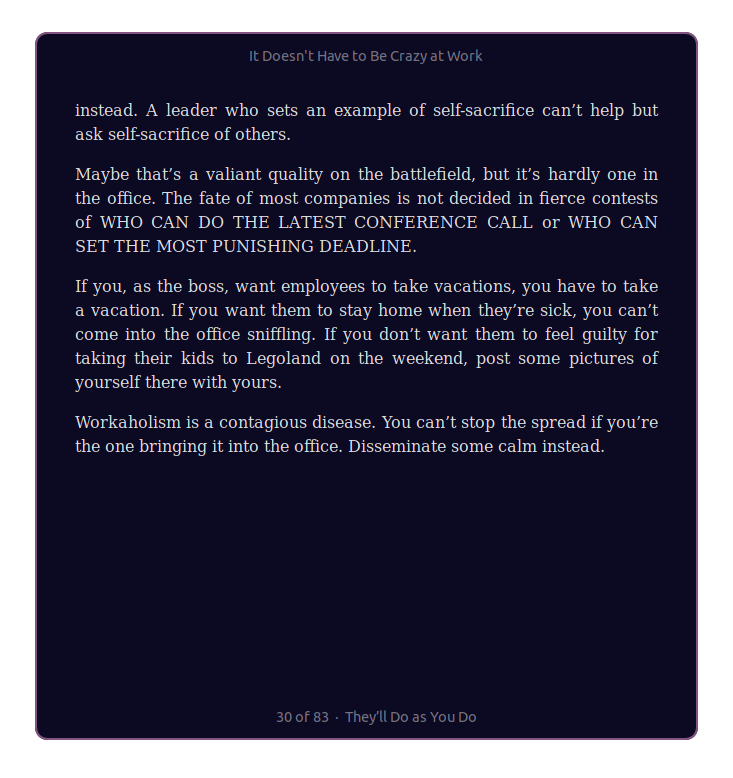 It Doesn't Have to Be Crazy at Work
instead. A leader who sets an example of self-sacrifice can’t help but
ask self-sacrifice of others.
Maybe that’s a valiant quality on the battlefield, but it’s hardly one in
the office. The fate of most companies is not decided in fierce contests
of WHO CAN DO THE LATEST CONFERENCE CALL or WHO CAN
SET THE MOST PUNISHING DEADLINE.
If you, as the boss, want employees to take vacations, you have to take
a vacation. If you want them to stay home when they’re sick, you can’t
come into the office sniffling. If you don’t want them to feel guilty for
taking their kids to Legoland on the weekend, post some pictures of
yourself there with yours.
Workaholism is a contagious disease. You can’t stop the spread if you’re
the one bringing it into the office. Disseminate some calm instead.
30 of 83 · They’ll Do as You Do